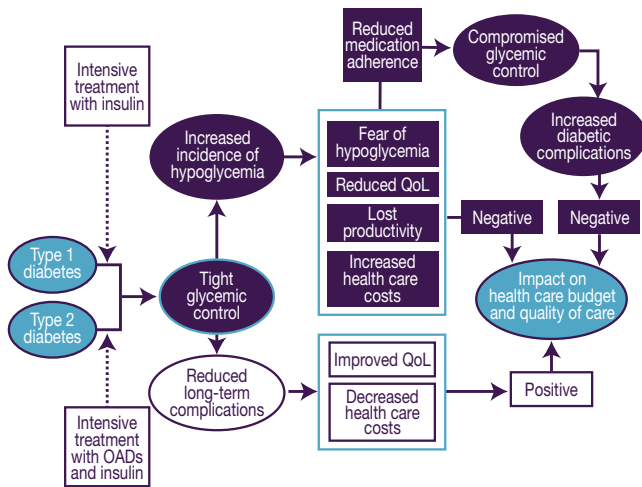 Reduced
medication
adherence
Compromised
glycemic
control
Intensive
treatment
with insulin
Increased
incidence of
hypoglycemia
Fear of
hypoglycemia
Reduced QoL
Lost
productivity
Increased
health care
costs
Increased
diabetic
complications
Negative
Negative
Type 1
diabetes
Type 2
diabetes
Tight
glycemic
control
Impact on
health care budget
and quality of care
Reduced
long-term
complications
Improved QoL
Decreased
health care
costs
Positive
Intensive
treatment
with OADs
and insulin